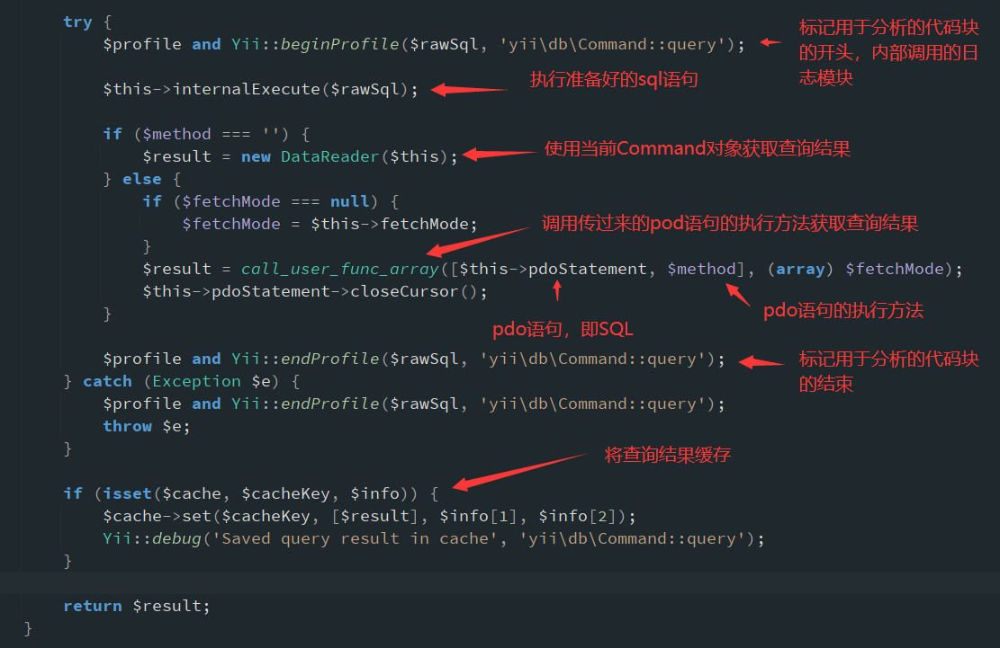 try {
$profile and Yii::beginProfile($rawSql, 'yii\db\Command::query');
标记用于分析的代码块
的开头，内部调用的日
志模块
$this->internalExecute($rawSql);
执行准备好的sql语句
if ($method === '') {
$result = new DataReader($this);
使用当前Command对象获取查询结果
} else {
if ($fetchMode === null) {
$fetchMode = $this->fetchMode;
调用传过来的pod语句的执行方法获取查询结果
}
$result = call_user_func_array([$this->pdoStatement, $method], (array) $fetchMode);
$this->pdoStatement->closeCursor();
pdo语句的执行方法
}
pdo语句，即SQL
$profile and Yii::endProfile($rawSql, 'yii\db\Command::query');
标记用于分析的代码块
的结束
} catch (Exception $e) {
$profile and Yii::endProfile($rawSql, 'yii\db\Command::query');
throw $e;
}
将查询结果缓存
if (isset($cache, $cacheKey, $info)) {
$cache->set($cacheKey, [$result], $info[1], $info[2]);
Yii::debug('Saved query result in cache', 'yii\db\Command::query');
}
return $result;
}